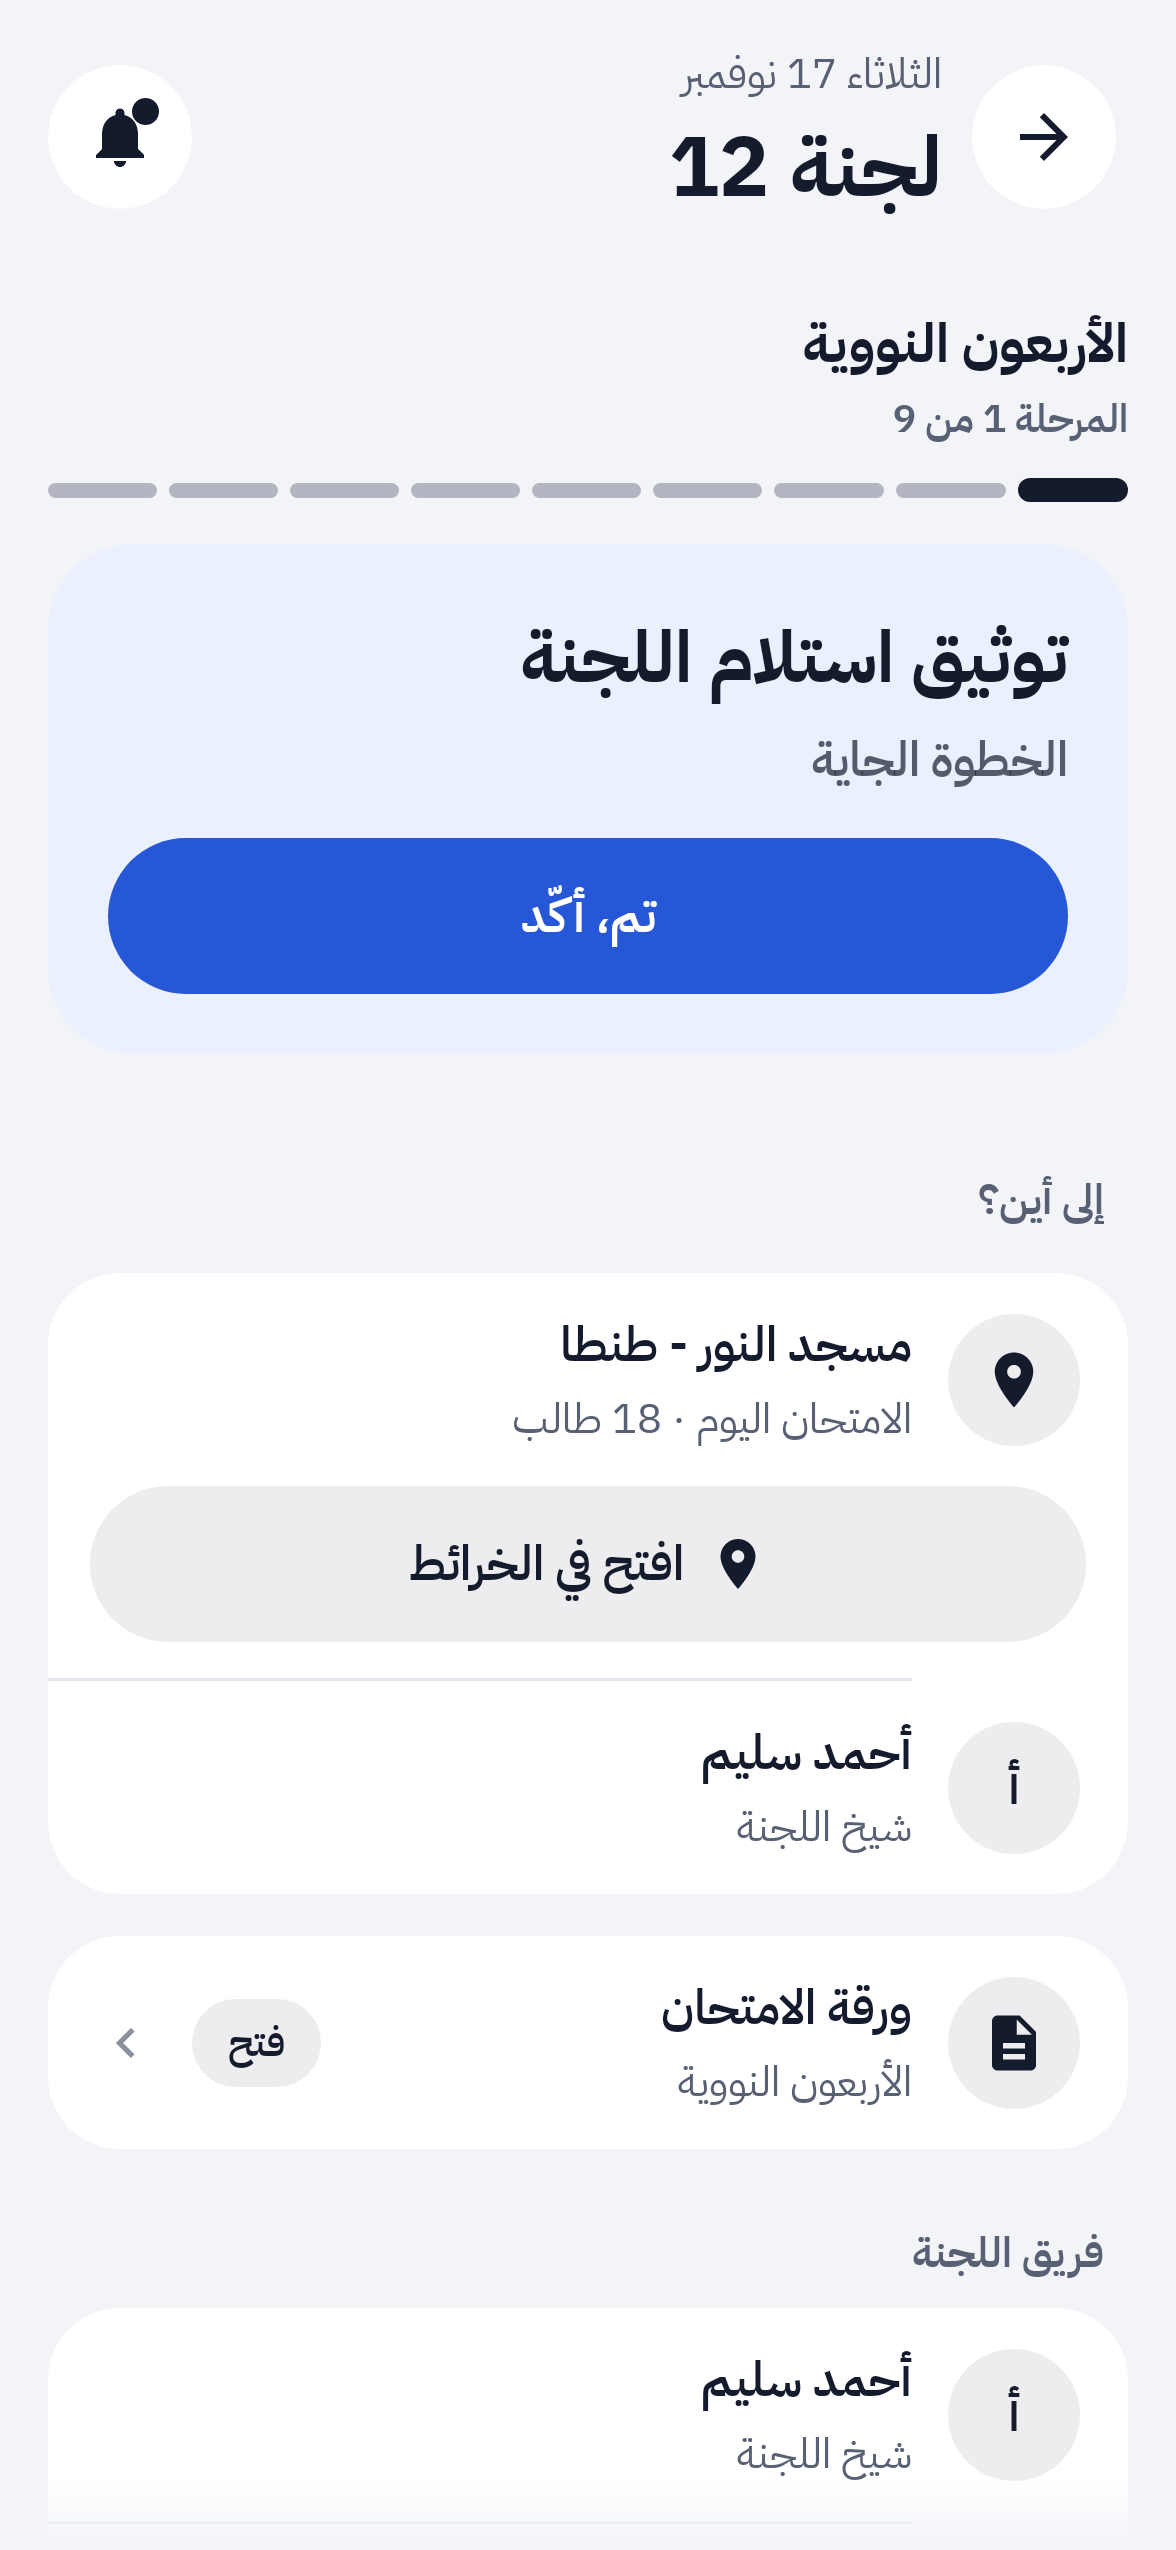 الثلاثاء 17 نوفمبر
لجنة 12
الأربعون النووية
المرحلة 1 من 9
توثيق استلام اللجنة
الخطوة الجاية
تم، أكّد
إلى أين؟
مسجد النور - طنطا
الامتحان اليوم · 18 طالب
افتح في الخرائط
أ
أحمد سليم
شيخ اللجنة
ورقة الامتحان
الأربعون النووية
فتح
فريق اللجنة
أ
أحمد سليم
شيخ اللجنة